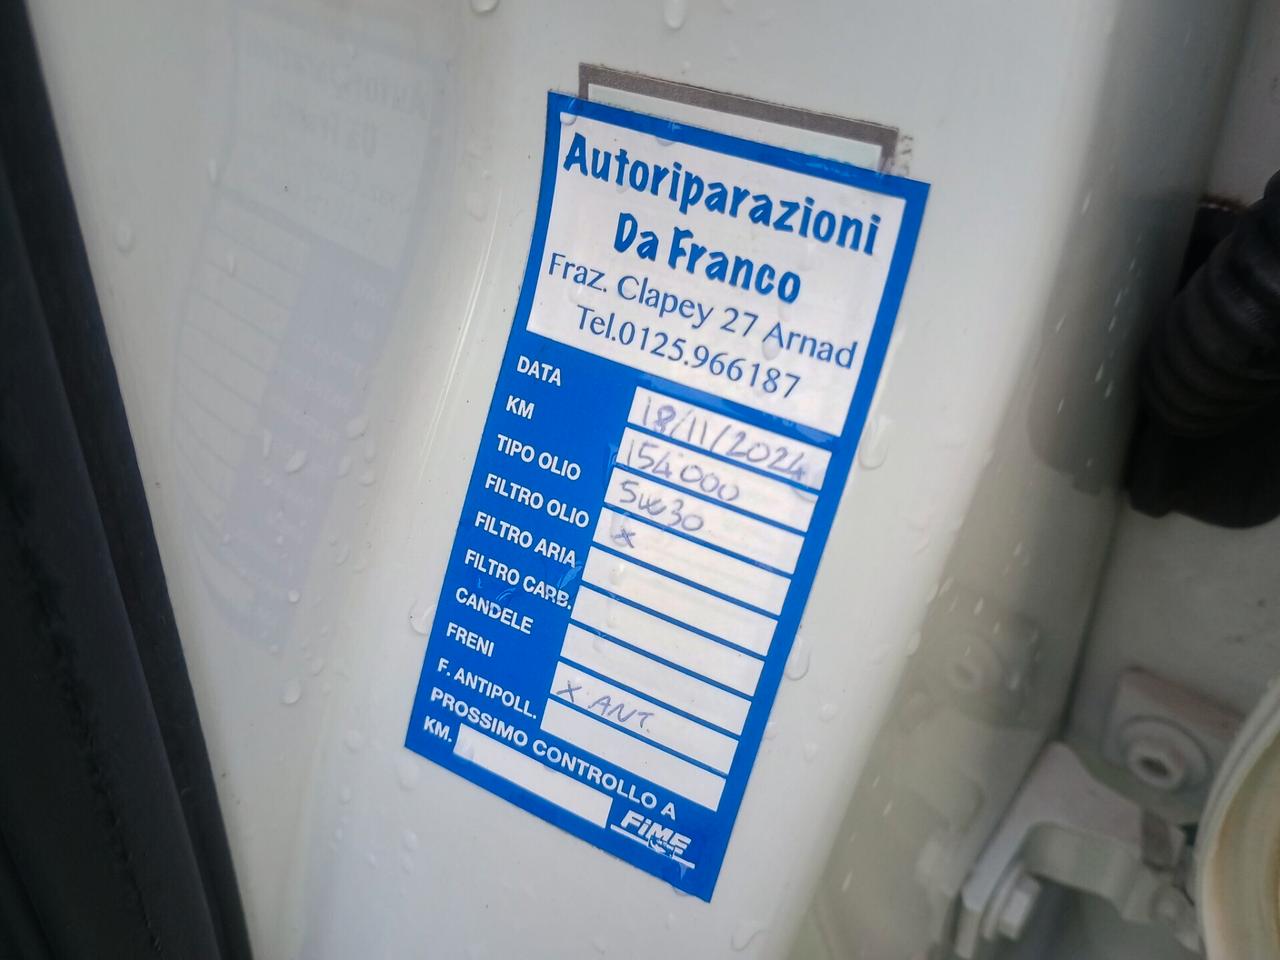 Autoriparazioni
Da Franco
Fraz. Clapey 27 Arnad
Tel.0125.966187
DATA 18/11/2024
KM 154000
TIPO OLIO 5w30
FILTRO OLIO x
FILTRO ARIA
FILTRO CARB.
CANDELE
FRENI X ANT.
F. ANTIPOLL.
PROSSIMO CONTROLLO A
KM.
FiME